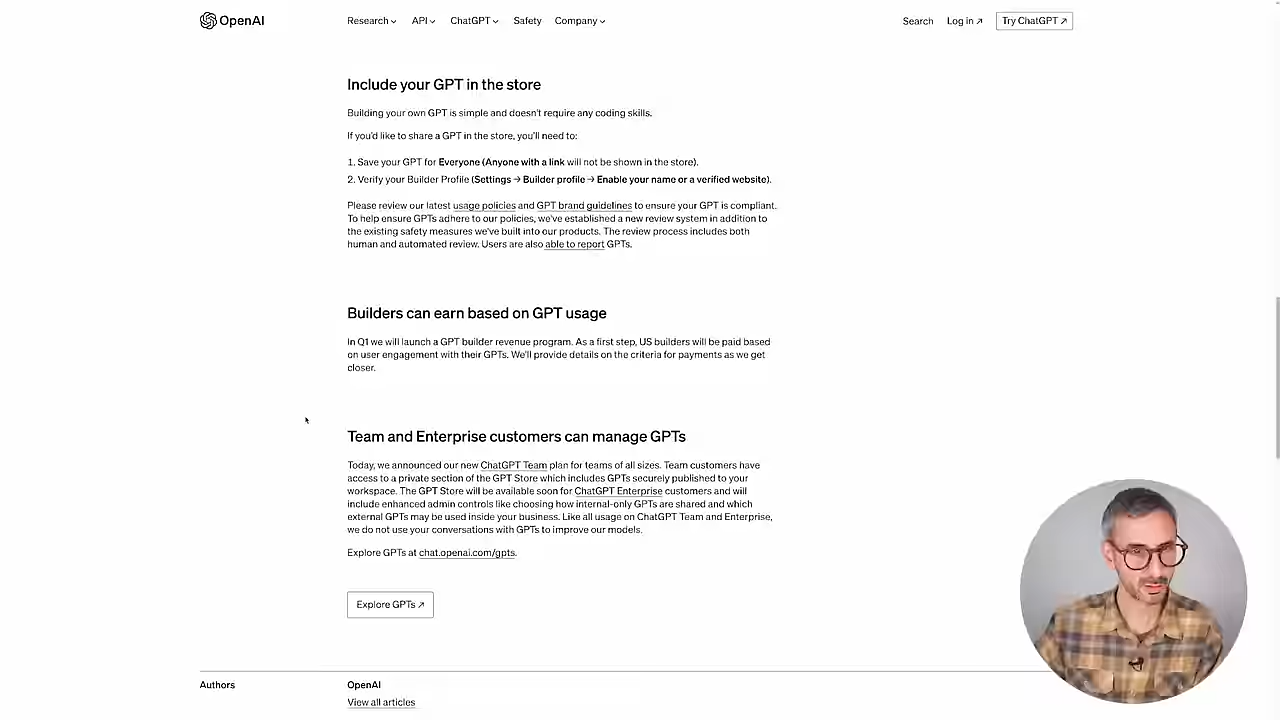 OpenAI
Research
API
ChatGPT
Safety
Company
Search
Log in ↗
Try ChatGPT ↗
Include your GPT in the store
Building your own GPT is simple and doesn't require any coding skills.
If you'd like to share a GPT in the store, you'll need to:
1. Save your GPT for Everyone (Anyone with a link will not be shown in the store).
2. Verify your Builder Profile (Settings → Builder profile → Enable your name or a verified website).
Please review our latest usage policies and GPT brand guidelines to ensure your GPT is compliant.
To help ensure GPTs adhere to our policies, we've established a new review system in addition to
the existing safety measures we've built into our products. The review process includes both
human and automated review. Users are also able to report GPTs.
Builders can earn based on GPT usage
In Q1 we will launch a GPT builder revenue program. As a first step, US builders will be paid based
on user engagement with their GPTs. We'll provide details on the criteria for payments as we get
closer.
Team and Enterprise customers can manage GPTs
Today, we announced our new ChatGPT Team plan for teams of all sizes. Team customers have
access to a private section of the GPT Store which includes GPTs securely published to your
workspace. The GPT Store will be available soon for ChatGPT Enterprise customers and will
include enhanced admin controls like choosing how internal-only GPTs are shared and which
external GPTs may be used inside your business. Like all usage on ChatGPT Team and Enterprise,
we do not use your conversations with GPTs to improve our models.
Explore GPTs at chat.openai.com/gpts.
Explore GPTs ↗
Authors
OpenAI
View all articles